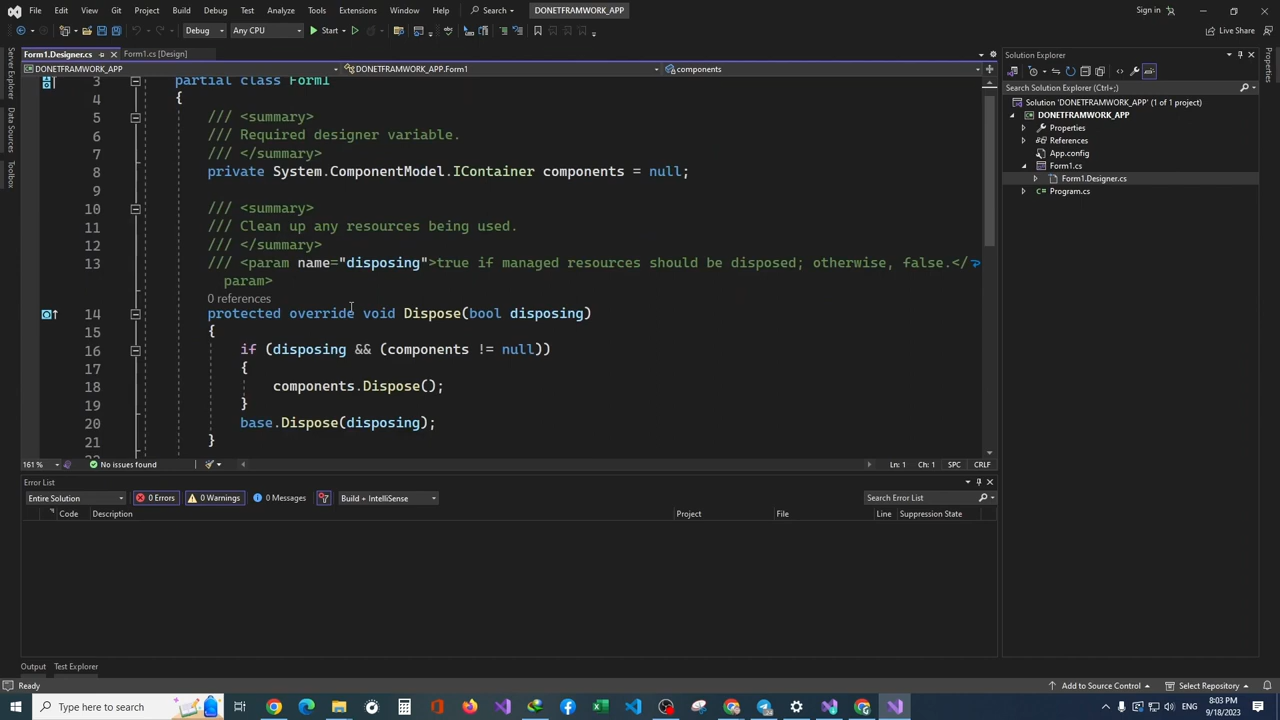 File Edit View Git Project Build Debug Test Analyze Tools Extensions Window Help Search DONETFRAMWORK_APP Sign in
Debug Any CPU Start Live Share
Form1.Designer.cs Form1.cs [Design]
DONETFRAMWORK_APP DONETFRAMWORK_APP.Form1 components
3 partial class Form1
4 {
5 /// <summary>
6 /// Required designer variable.
7 /// </summary>
8 private System.ComponentModel.IContainer components = null;
9
10 /// <summary>
11 /// Clean up any resources being used.
12 /// </summary>
13 /// <param name="disposing">true if managed resources should be disposed; otherwise, false.</
param>
0 references
14 protected override void Dispose(bool disposing)
15 {
16 if (disposing && (components != null))
17 {
18 components.Dispose();
19 }
20 base.Dispose(disposing);
21 }
161 % No issues found Ln: 1 Ch: 1 SPC CRLF
Error List
Entire Solution 0 Errors 0 Warnings 0 Messages Build + IntelliSense Search Error List
Code Description Project File Line Suppression State
Output Test Explorer
Ready Add to Source Control Select Repository
Type here to search ENG 8:03 PM
9/18/2023
Server Explorer
Data Sources
Toolbox
Solution Explorer
Search Solution Explorer (Ctrl+;)
Solution 'DONETFRAMWORK_APP' (1 of 1 project)
DONETFRAMWORK_APP
Properties
References
App.config
Form1.cs
Form1.Designer.cs
Program.cs
Properties